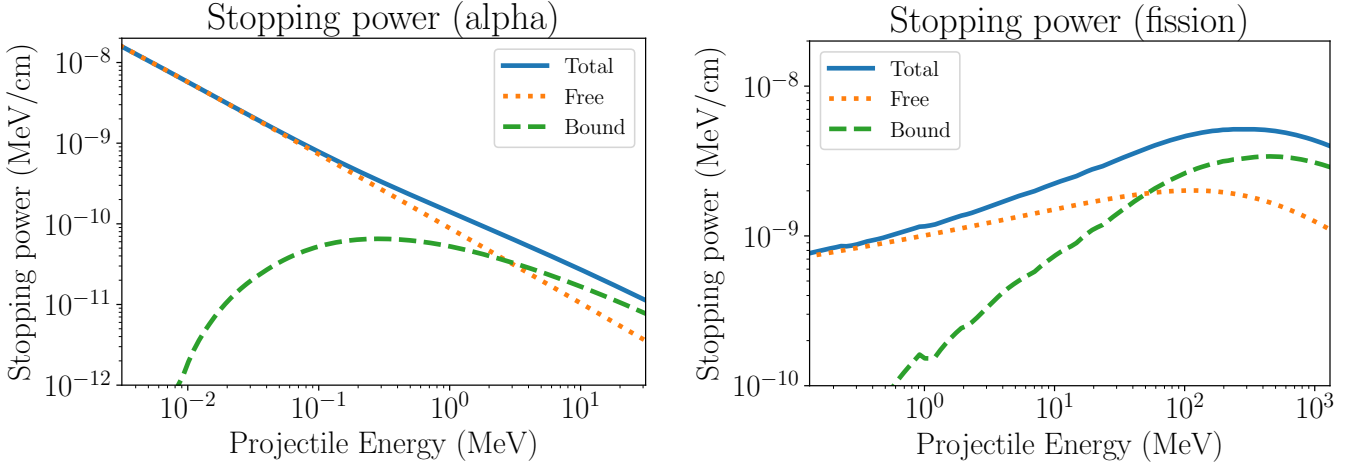 Stopping power (alpha)
Stopping power (MeV/cm)
10⁻⁸
10⁻⁹
10⁻¹⁰
10⁻¹¹
10⁻¹²
Total
Free
Bound
10⁻²
10⁻¹
10⁰
10¹
Projectile Energy (MeV)
Stopping power (fission)
Stopping power (MeV/cm)
10⁻⁸
10⁻⁹
10⁻¹⁰
Total
Free
Bound
10⁰
10¹
10²
10³
Projectile Energy (MeV)